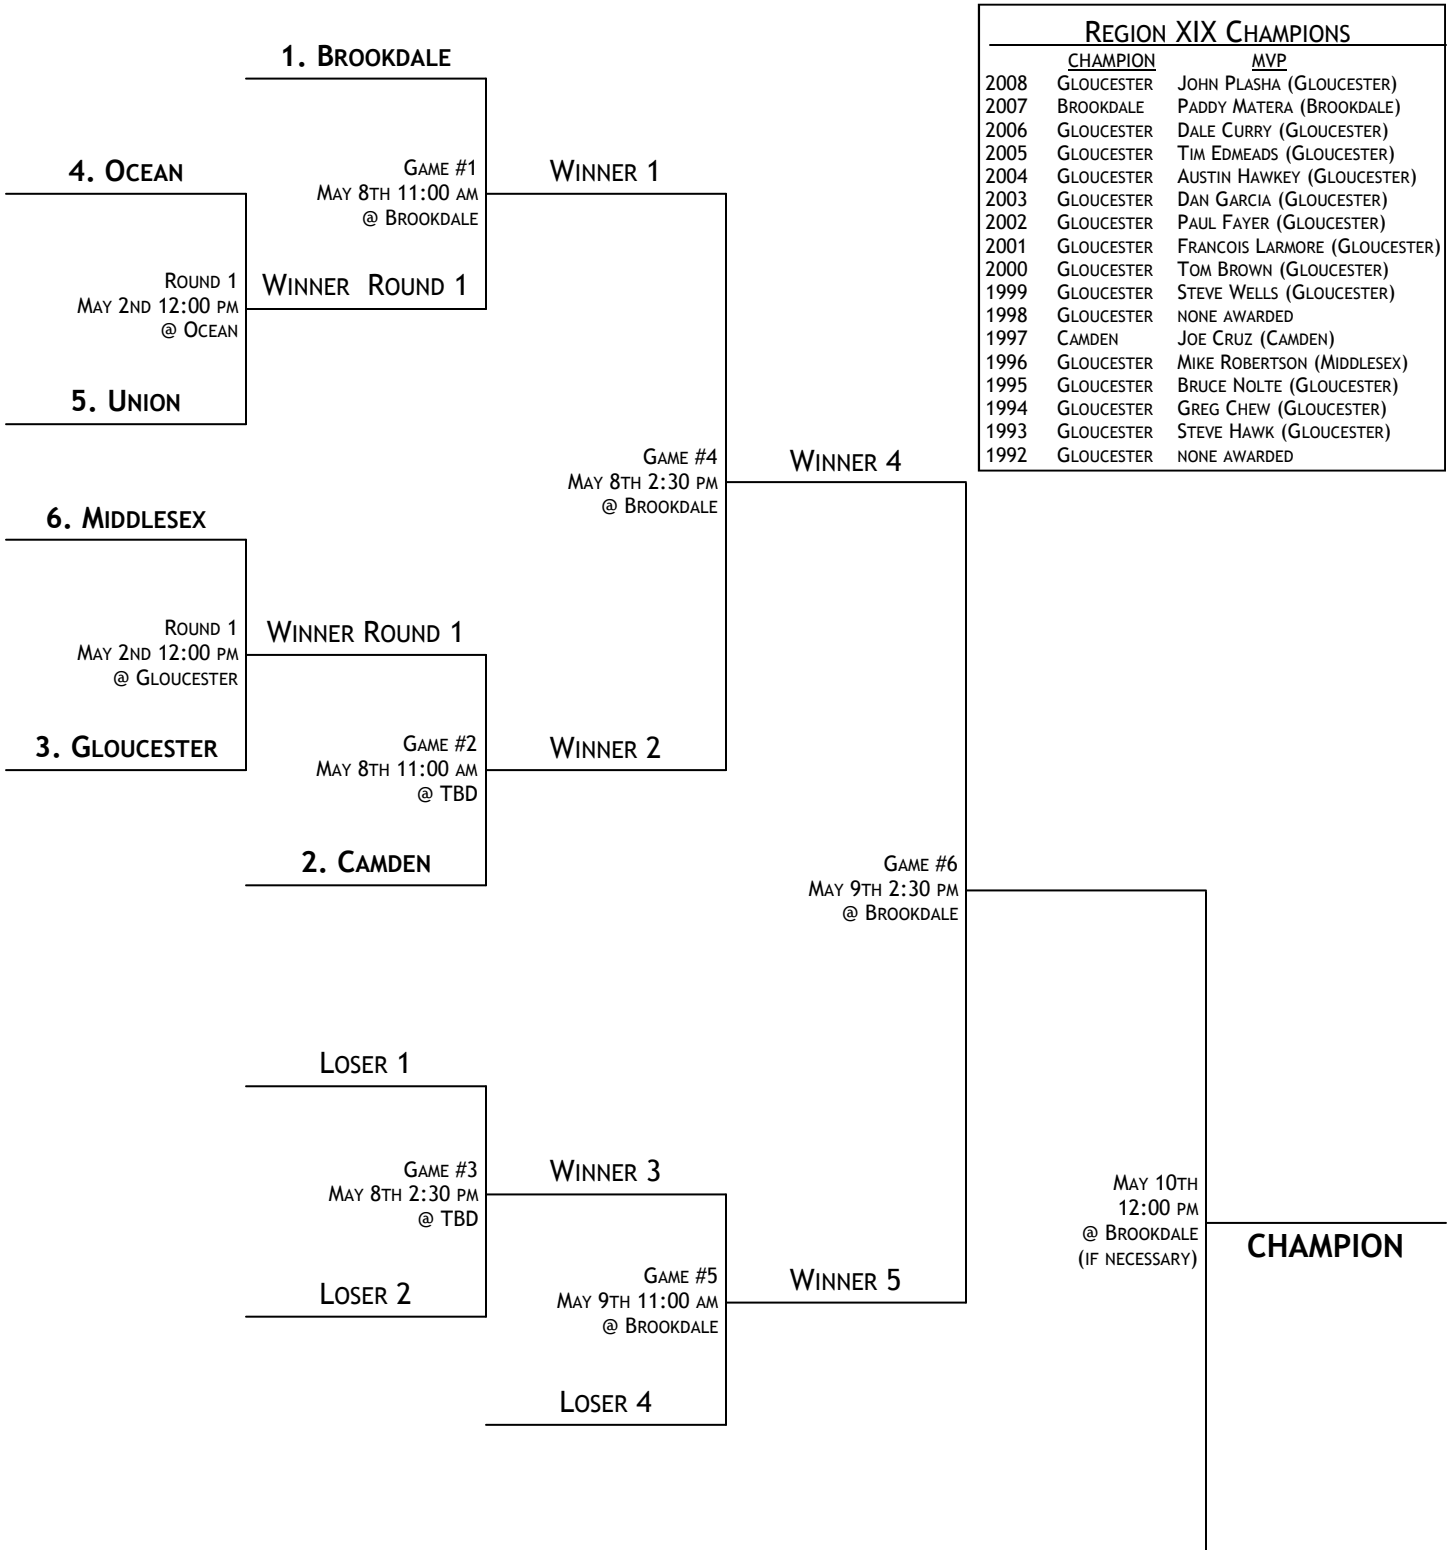 REGION XIX CHAMPIONS
CHAMPION MVP
2008 GLOUCESTER JOHN PLASHA (GLOUCESTER)
2007 BROOKDALE PADDY MATERA (BROOKDALE)
2006 GLOUCESTER DALE CURRY (GLOUCESTER)
2005 GLOUCESTER TIM EDMEADS (GLOUCESTER)
2004 GLOUCESTER AUSTIN HAWKEY (GLOUCESTER)
2003 GLOUCESTER DAN GARCIA (GLOUCESTER)
2002 GLOUCESTER PAUL FAYER (GLOUCESTER)
2001 GLOUCESTER FRANCOIS LARMORE (GLOUCESTER)
2000 GLOUCESTER TOM BROWN (GLOUCESTER)
1999 GLOUCESTER STEVE WELLS (GLOUCESTER)
1998 GLOUCESTER NONE AWARDED
1997 CAMDEN JOE CRUZ (CAMDEN)
1996 GLOUCESTER MIKE ROBERTSON (MIDDLESEX)
1995 GLOUCESTER BRUCE NOLTE (GLOUCESTER)
1994 GLOUCESTER GREG CHEW (GLOUCESTER)
1993 GLOUCESTER STEVE HAWK (GLOUCESTER)
1992 GLOUCESTER NONE AWARDED
1. BROOKDALE
4. OCEAN
GAME #1
MAY 8TH 11:00 AM
@ BROOKDALE
WINNER 1
ROUND 1
MAY 2ND 12:00 PM
@ OCEAN
WINNER ROUND 1
5. UNION
GAME #4
MAY 8TH 2:30 PM
@ BROOKDALE
WINNER 4
6. MIDDLESEX
ROUND 1
MAY 2ND 12:00 PM
@ GLOUCESTER
WINNER ROUND 1
3. GLOUCESTER
GAME #2
MAY 8TH 11:00 AM
@ TBD
WINNER 2
2. CAMDEN
GAME #6
MAY 9TH 2:30 PM
@ BROOKDALE
LOSER 1
GAME #3
MAY 8TH 2:30 PM
@ TBD
WINNER 3
LOSER 2
GAME #5
MAY 9TH 11:00 AM
@ BROOKDALE
WINNER 5
LOSER 4
MAY 10TH
12:00 PM
@ BROOKDALE
(IF NECESSARY)
CHAMPION